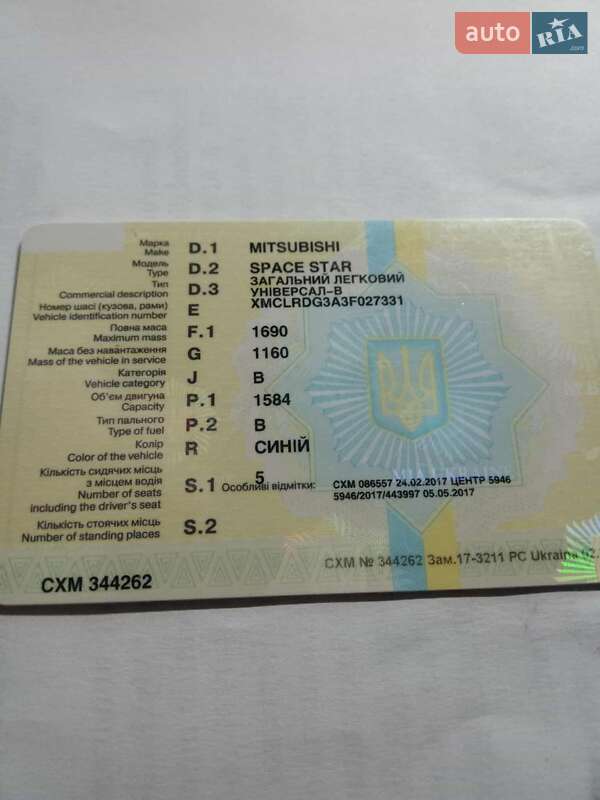 auto RIA .com
Марка D.1 MITSUBISHI
Make
Модель D.2 SPACE STAR
Type
Тип D.3 ЗАГАЛЬНИЙ ЛЕГКОВИЙ
Commercial description УНІВЕРСАЛ-В
Номер шасі (кузова, рами) E XMCLRDG3A3F027331
Vehicle identification number
Повна маса F.1 1690
Maximum mass
Маса без навантаження G 1160
Mass of the vehicle in service
Категорія J B
Vehicle category
Об'єм двигуна P.1 1584
Capacity
Тип пального P.2 B
Type of fuel
Колір R СИНІЙ
Color of the vehicle
Кількість сидячих місць 5
з місцем водія S.1 Особливі відмітки: СХМ 086557 24.02.2017 ЦЕНТР 5946
Number of seats 5946/2017/443997 05.05.2017
including the driver's seat
Кількість стоячих місць S.2
Number of standing places
СХМ № 344262 Зам.17-3211 PC Ukraina 02.
СХМ 344262